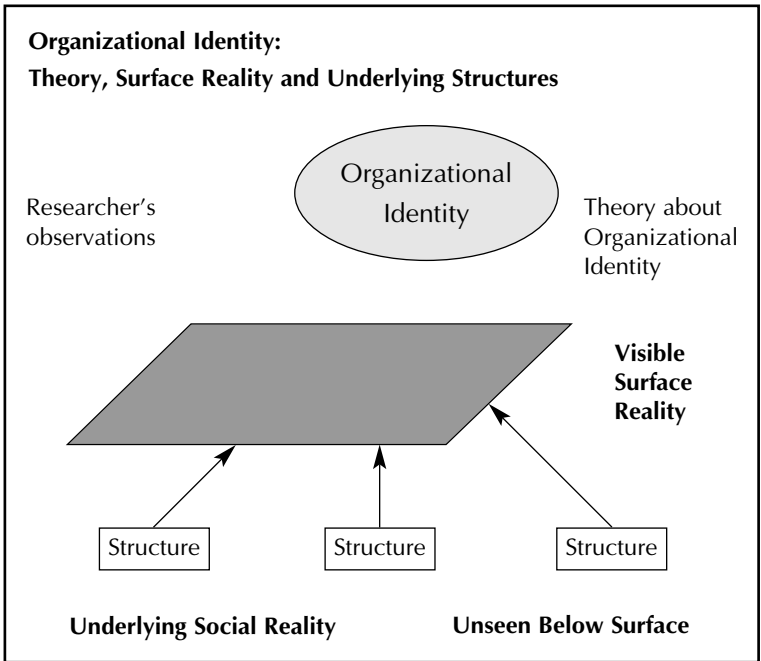 Organizational Identity:
Theory, Surface Reality and Underlying Structures
Organizational
Identity
Researcher's
observations
Theory about
Organizational
Identity
Visible
Surface
Reality
Structure
Structure
Structure
Underlying Social Reality
Unseen Below Surface